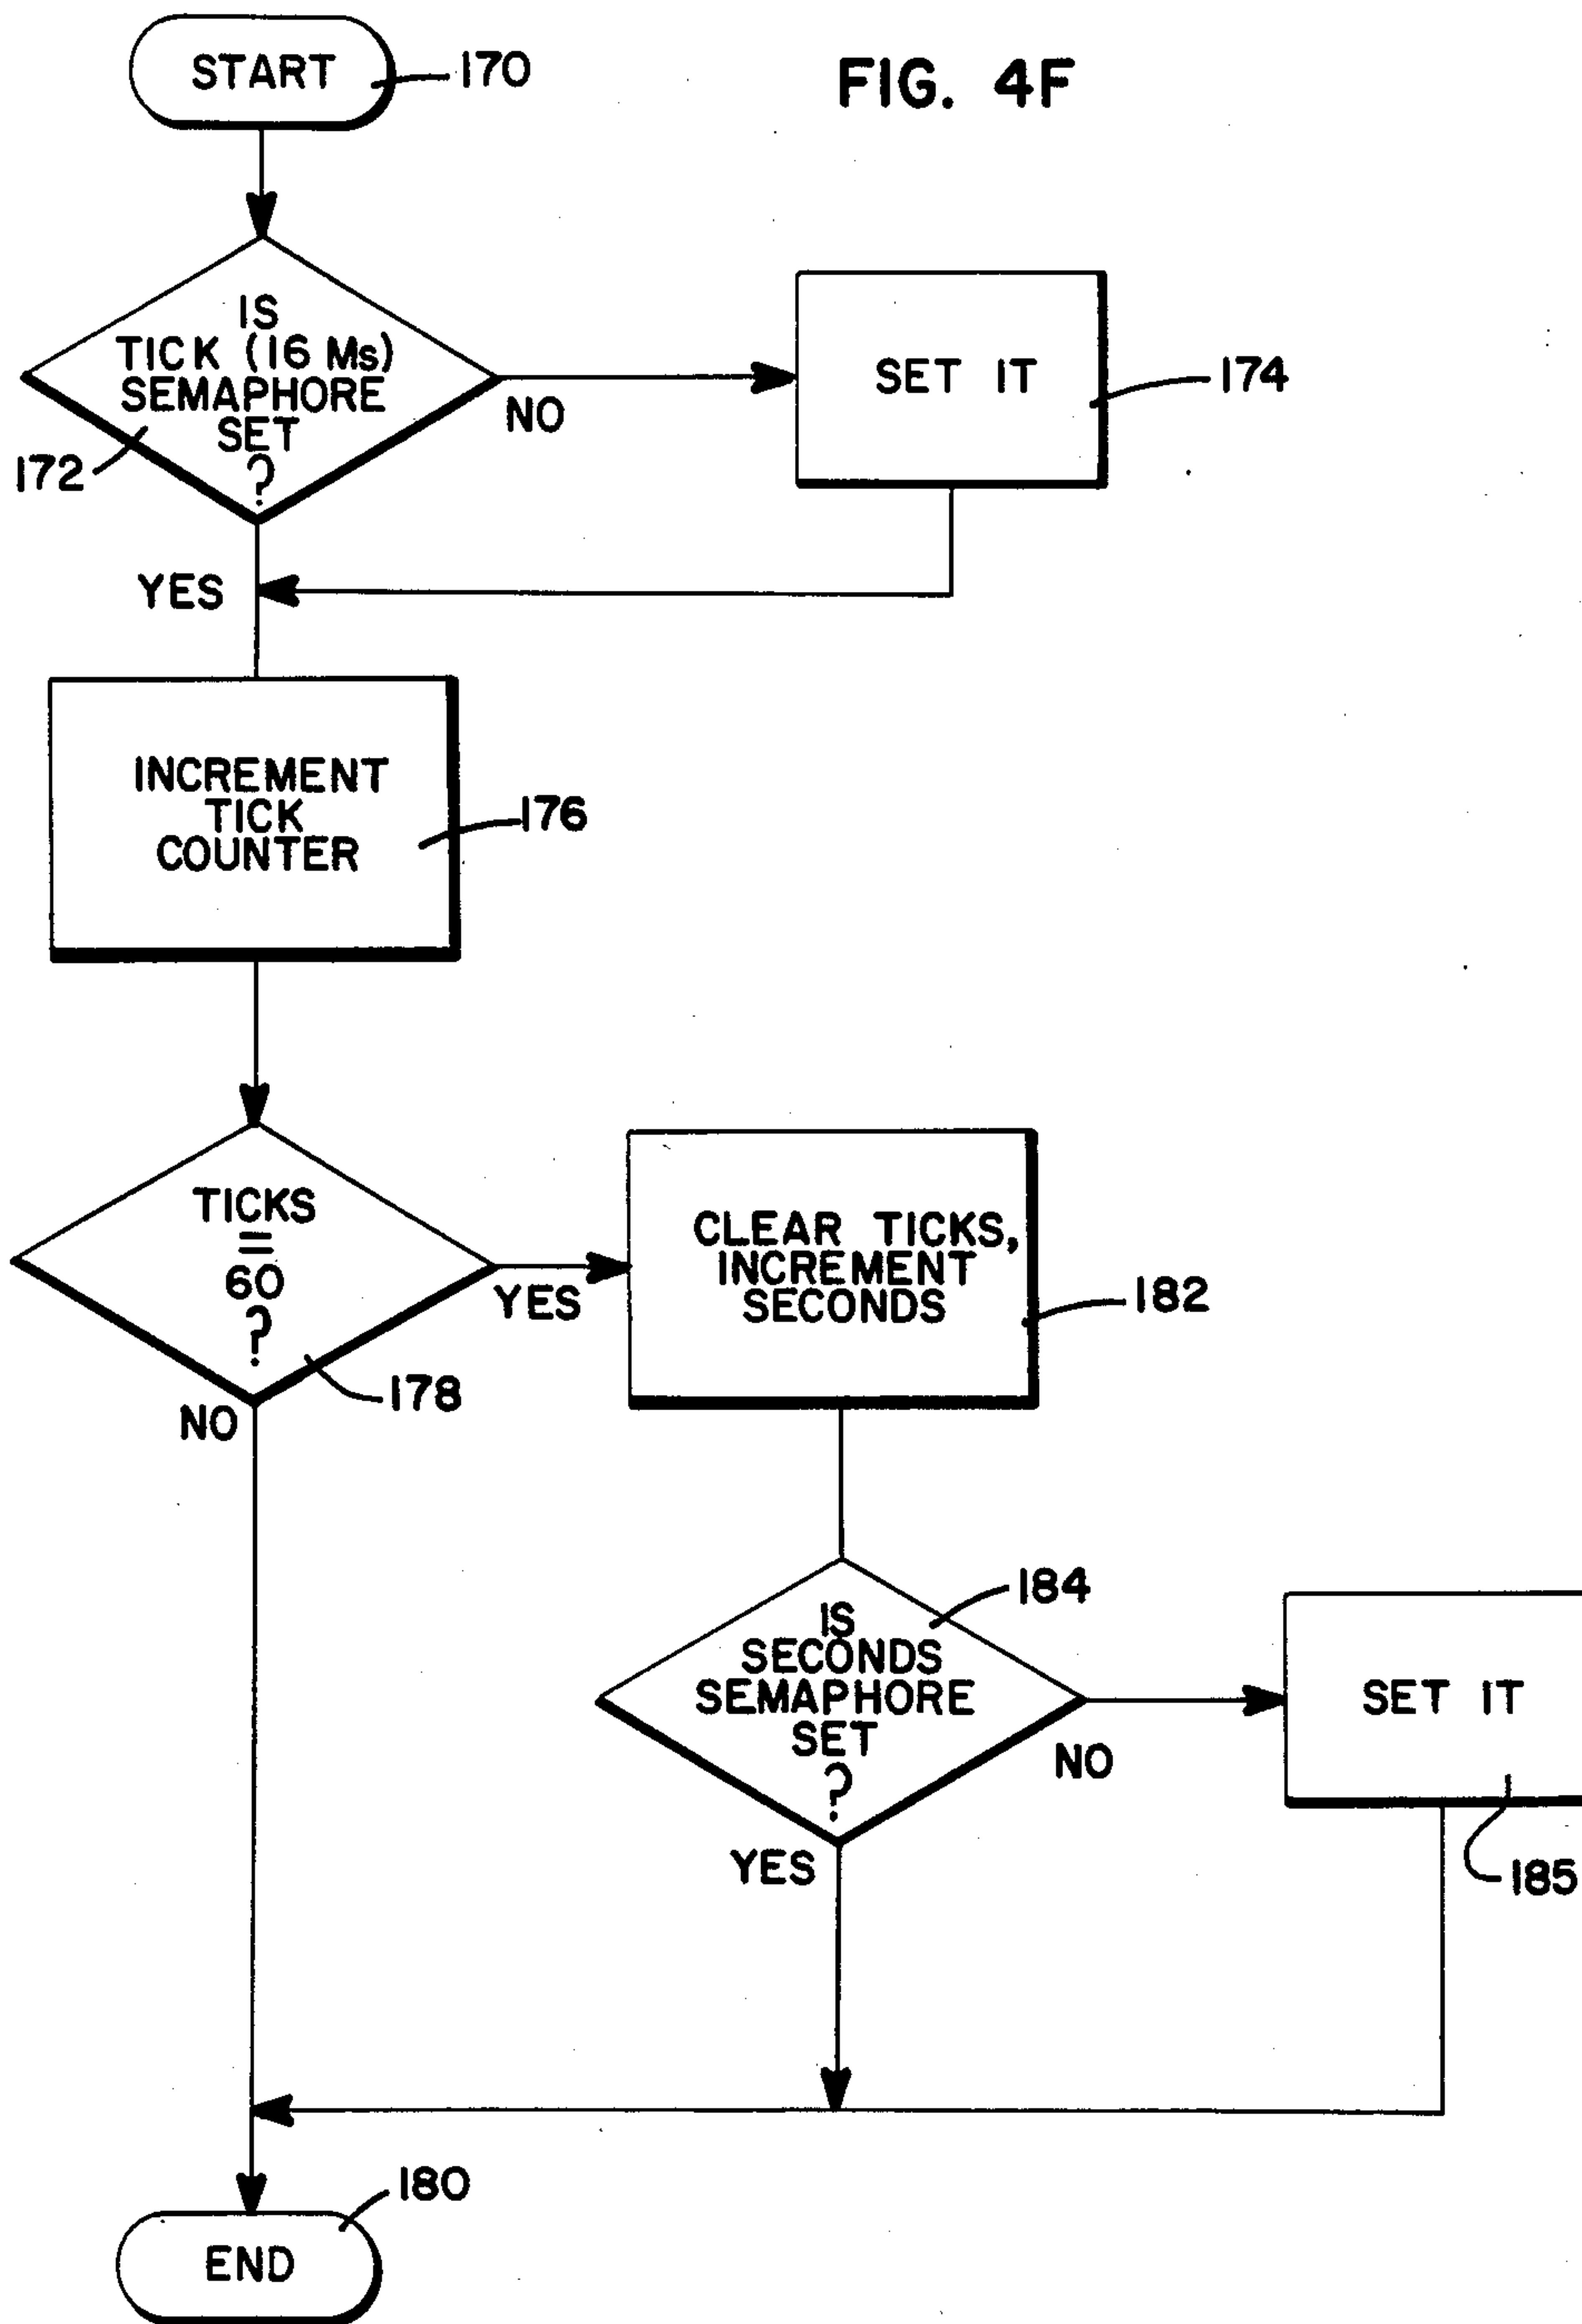 START
170
FIG. 4F
IS
TICK (16 Ms)
SEMAPHORE
SET
?
172
NO
SET IT
174
YES
INCREMENT
TICK
COUNTER
176
TICKS
=
60
?
178
YES
NO
CLEAR TICKS,
INCREMENT
SECONDS
182
IS
SECONDS
SEMAPHORE
SET
?
184
NO
SET IT
185
YES
END
180